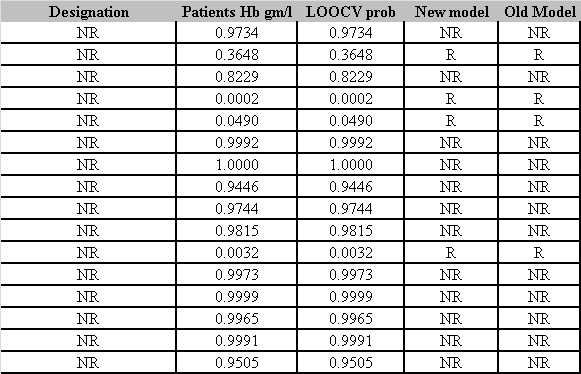 Designation Patients Hb gm/l LOOCV prob New model Old Model
NR 0.9734 0.9734 NR NR
NR 0.3648 0.3648 R R
NR 0.8229 0.8229 NR NR
NR 0.0002 0.0002 R R
NR 0.0490 0.0490 R R
NR 0.9992 0.9992 NR NR
NR 1.0000 1.0000 NR NR
NR 0.9446 0.9446 NR NR
NR 0.9744 0.9744 NR NR
NR 0.9815 0.9815 NR NR
NR 0.0032 0.0032 R R
NR 0.9973 0.9973 NR NR
NR 0.9999 0.9999 NR NR
NR 0.9965 0.9965 NR NR
NR 0.9991 0.9991 NR NR
NR 0.9505 0.9505 NR NR